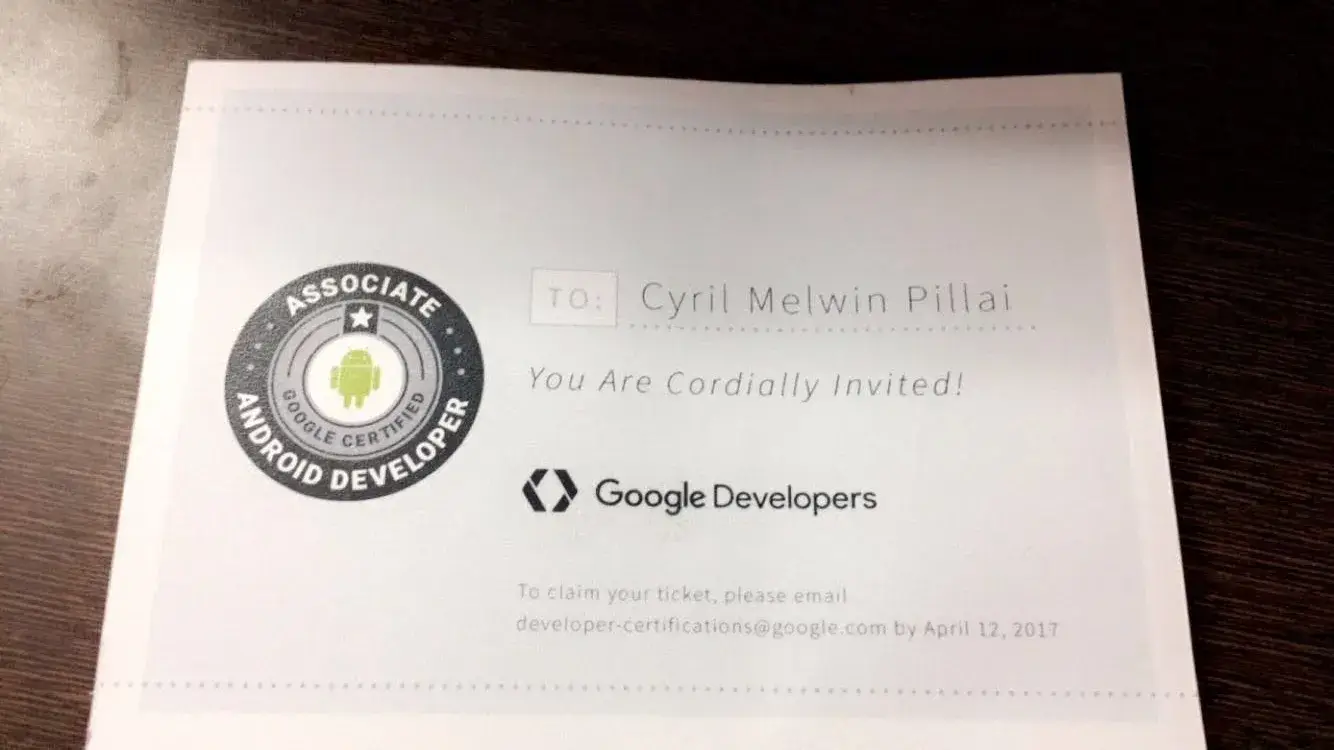 ASSOCIATE
GOOGLE CERTIFIED
ANDROID DEVELOPER
TO: Cyril Melwin Pillai
You Are Cordially Invited!
Google Developers
To claim your ticket, please email
developer-certifications@google.com by April 12, 2017